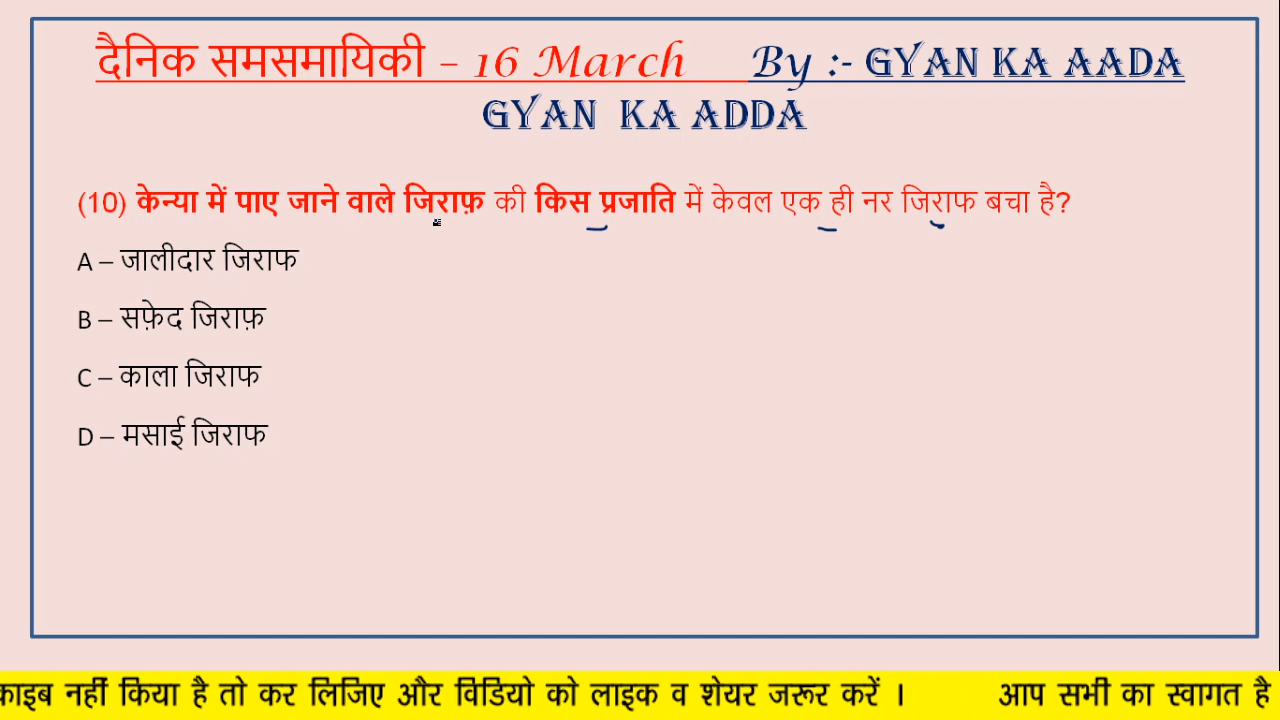 दैनिक समसमायिकी – 16 March By :- GYAN KA AADA
GYAN KA ADDA
(10) केन्या में पाए जाने वाले जिराफ़ की किस प्रजाति में केवल एक ही नर जिराफ बचा है?
A – जालीदार जिराफ
B – सफ़ेद जिराफ़
C – काला जिराफ
D – मसाई जिराफ
काइब नहीं किया है तो कर लिजिए और विडियो को लाइक व शेयर जरूर करें । आप सभी का स्वागत है